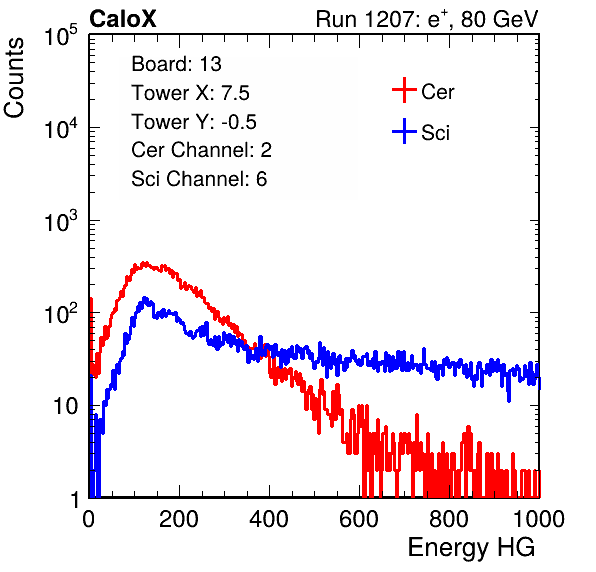 CaloX Run 1207: e⁺, 80 GeV
Counts
10⁵
10⁴
10³
10²
10
1
Board: 13
Tower X: 7.5
Tower Y: -0.5
Cer Channel: 2
Sci Channel: 6
Cer
Sci
0 200 400 600 800 1000
Energy HG